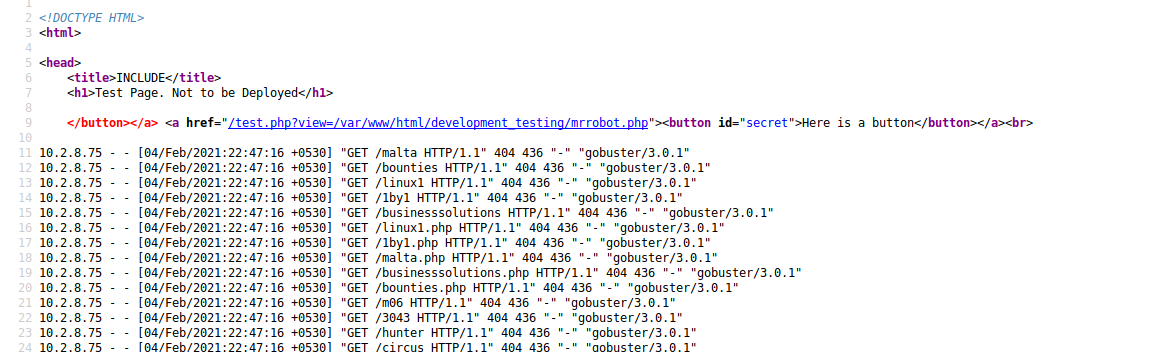 1
2 <!DOCTYPE HTML>
3 <html>
4
5 <head>
6 <title>INCLUDE</title>
7 <h1>Test Page. Not to be Deployed</h1>
8
9 </button></a> <a href="/test.php?view=/var/www/html/development_testing/mrrobot.php"><button id="secret">Here is a button</button></a><br>
10
11 10.2.8.75 - - [04/Feb/2021:22:47:16 +0530] "GET /malta HTTP/1.1" 404 436 "-" "gobuster/3.0.1"
12 10.2.8.75 - - [04/Feb/2021:22:47:16 +0530] "GET /bounties HTTP/1.1" 404 436 "-" "gobuster/3.0.1"
13 10.2.8.75 - - [04/Feb/2021:22:47:16 +0530] "GET /linux1 HTTP/1.1" 404 436 "-" "gobuster/3.0.1"
14 10.2.8.75 - - [04/Feb/2021:22:47:16 +0530] "GET /1by1 HTTP/1.1" 404 436 "-" "gobuster/3.0.1"
15 10.2.8.75 - - [04/Feb/2021:22:47:16 +0530] "GET /businesssolutions HTTP/1.1" 404 436 "-" "gobuster/3.0.1"
16 10.2.8.75 - - [04/Feb/2021:22:47:16 +0530] "GET /linux1.php HTTP/1.1" 404 436 "-" "gobuster/3.0.1"
17 10.2.8.75 - - [04/Feb/2021:22:47:16 +0530] "GET /1by1.php HTTP/1.1" 404 436 "-" "gobuster/3.0.1"
18 10.2.8.75 - - [04/Feb/2021:22:47:16 +0530] "GET /malta.php HTTP/1.1" 404 436 "-" "gobuster/3.0.1"
19 10.2.8.75 - - [04/Feb/2021:22:47:16 +0530] "GET /businesssolutions.php HTTP/1.1" 404 436 "-" "gobuster/3.0.1"
20 10.2.8.75 - - [04/Feb/2021:22:47:16 +0530] "GET /bounties.php HTTP/1.1" 404 436 "-" "gobuster/3.0.1"
21 10.2.8.75 - - [04/Feb/2021:22:47:16 +0530] "GET /m06 HTTP/1.1" 404 436 "-" "gobuster/3.0.1"
22 10.2.8.75 - - [04/Feb/2021:22:47:16 +0530] "GET /3043 HTTP/1.1" 404 436 "-" "gobuster/3.0.1"
23 10.2.8.75 - - [04/Feb/2021:22:47:16 +0530] "GET /hunter HTTP/1.1" 404 436 "-" "gobuster/3.0.1"
24 10.2.8.75 - - [04/Feb/2021:22:47:16 +0530] "GET /circus HTTP/1.1" 404 436 "-" "gobuster/3.0.1"